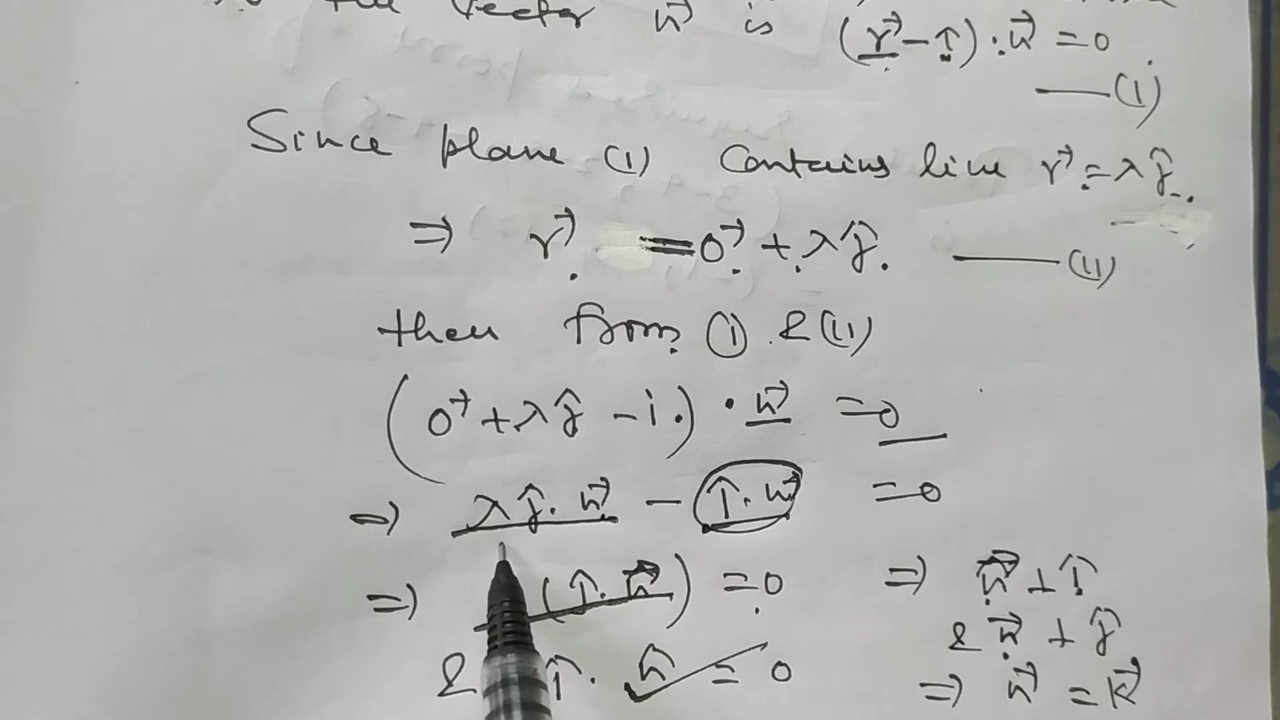 the vector n⃗ is (r⃗ - î) . n⃗ = 0
—— (I)
Since plane (I) Contains line r⃗ = λĵ
⇒ r⃗ = 0⃗ + λĵ. —— (II)
then from (I) & (II)
(0⃗ + λĵ - i) . n⃗ = 0
⇒ λĵ . n⃗ - î . n⃗ = 0
⇒ (ĵ . n⃗) = 0 ⇒ n⃗ ⊥ î
& î . n̂ = 0 & n⃗ ⊥ ĵ
⇒ n⃗ = k⃗